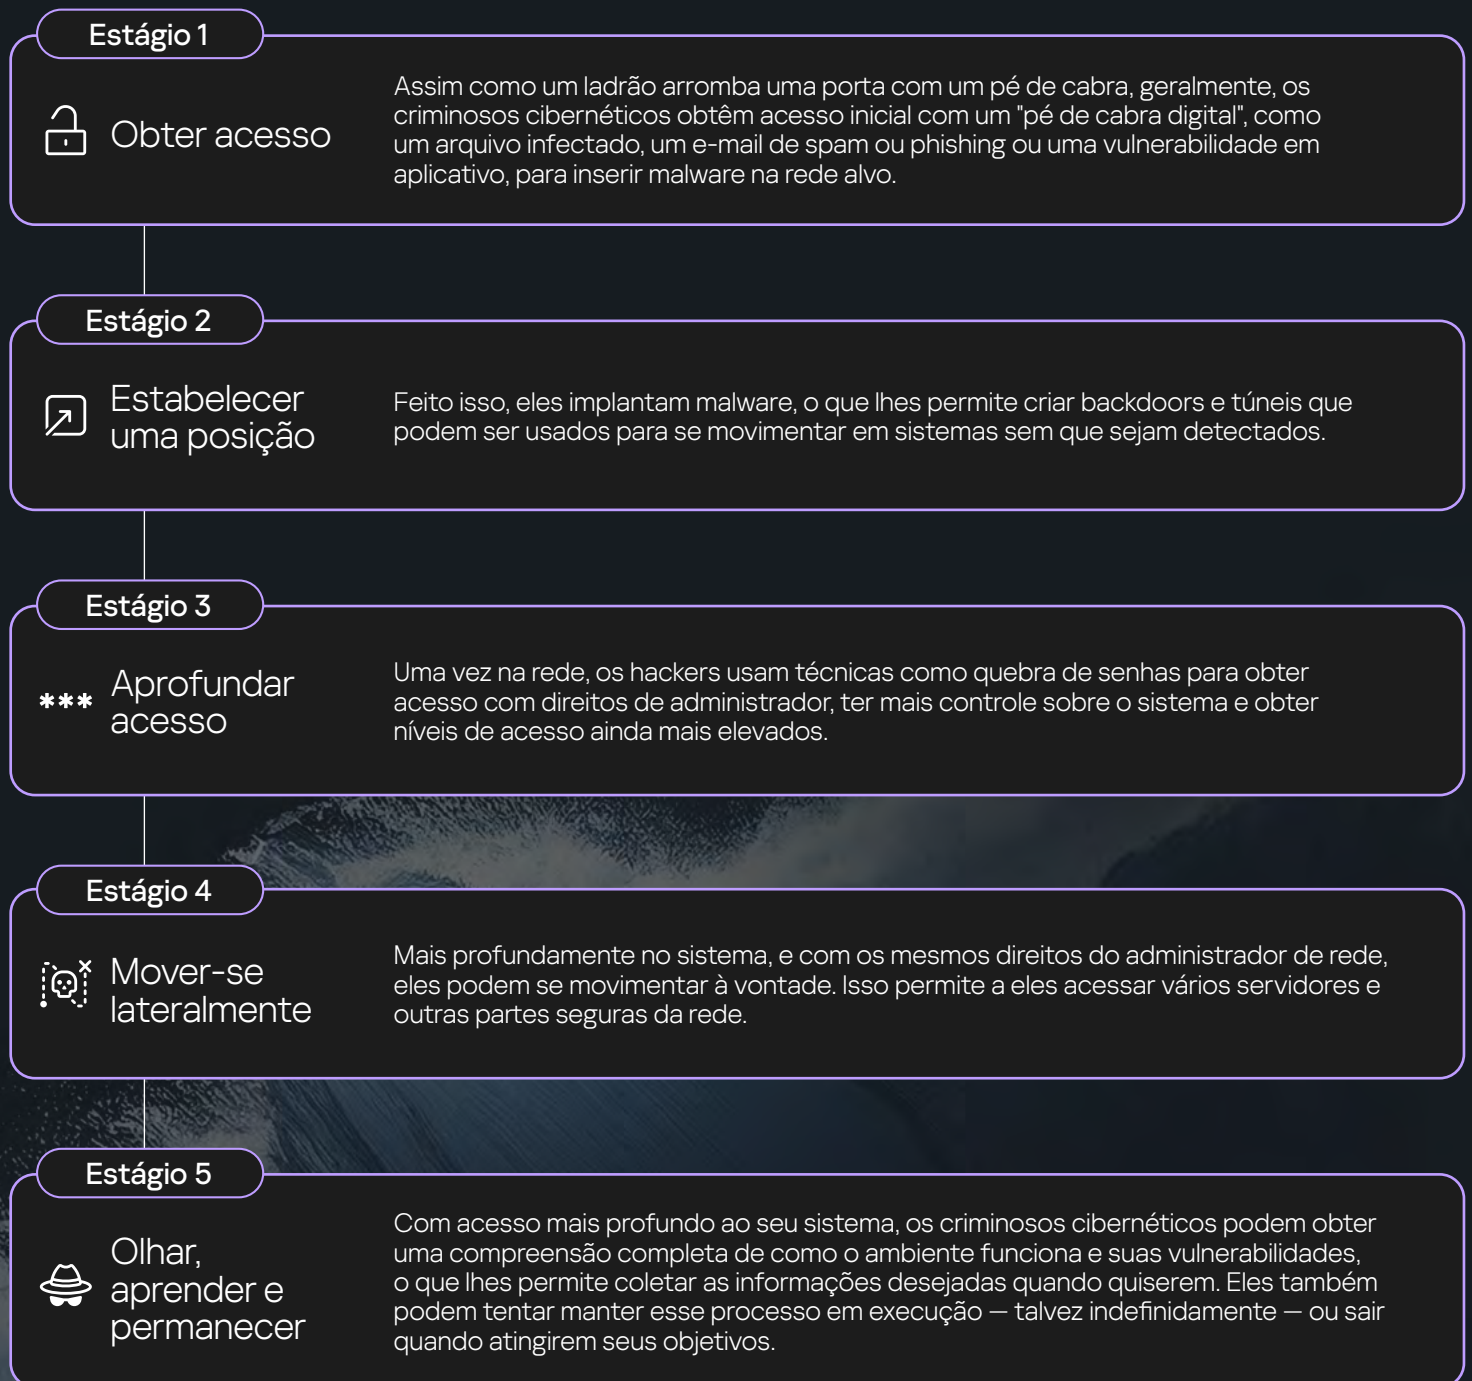 Estágio 1
Obter acesso
Assim como um ladrão arromba uma porta com um pé de cabra, geralmente, os
criminosos cibernéticos obtêm acesso inicial com um "pé de cabra digital", como
um arquivo infectado, um e-mail de spam ou phishing ou uma vulnerabilidade em
aplicativo, para inserir malware na rede alvo.
Estágio 2
Estabelecer
uma posição
Feito isso, eles implantam malware, o que lhes permite criar backdoors e túneis que
podem ser usados para se movimentar em sistemas sem que sejam detectados.
Estágio 3
***
Aprofundar
acesso
Uma vez na rede, os hackers usam técnicas como quebra de senhas para obter
acesso com direitos de administrador, ter mais controle sobre o sistema e obter
níveis de acesso ainda mais elevados.
Estágio 4
Mover-se
lateralmente
Mais profundamente no sistema, e com os mesmos direitos do administrador de rede,
eles podem se movimentar à vontade. Isso permite a eles acessar vários servidores e
outras partes seguras da rede.
Estágio 5
Olhar,
aprender e
permanecer
Com acesso mais profundo ao seu sistema, os criminosos cibernéticos podem obter
uma compreensão completa de como o ambiente funciona e suas vulnerabilidades,
o que lhes permite coletar as informações desejadas quando quiserem. Eles também
podem tentar manter esse processo em execução — talvez indefinidamente — ou sair
quando atingirem seus objetivos.